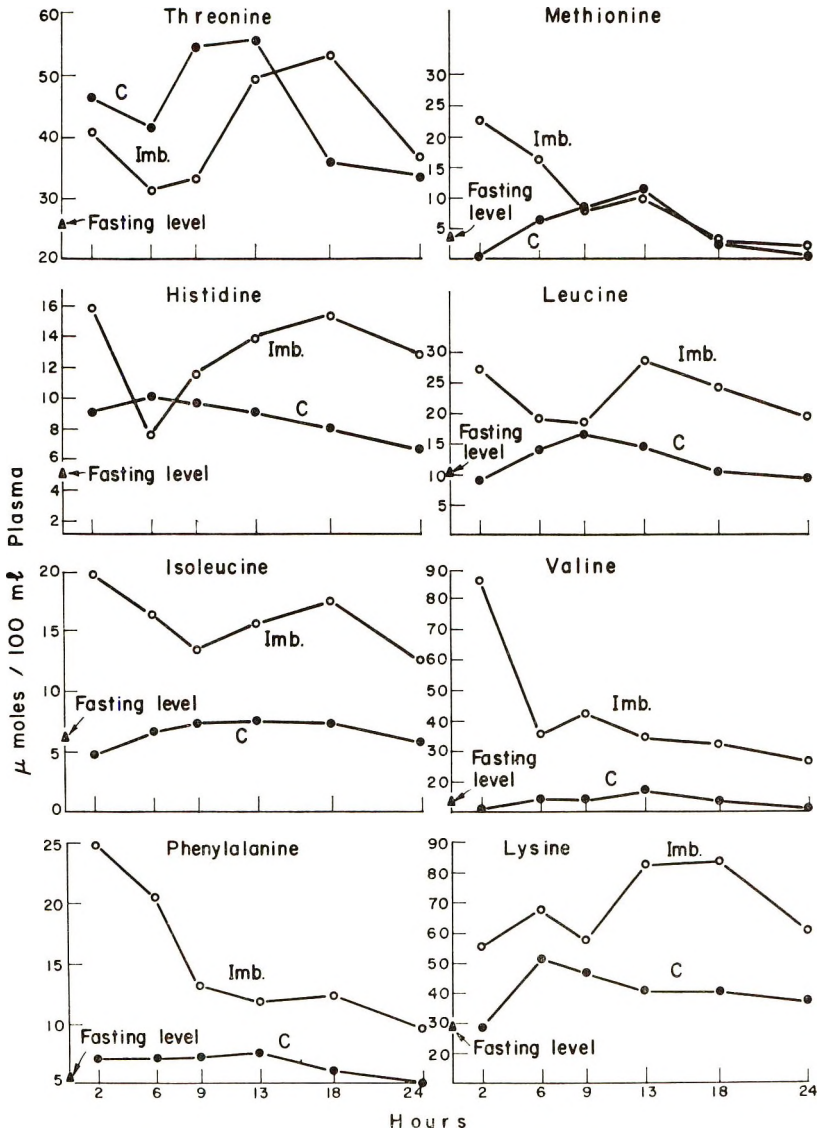 Threonine
60
50
40
30
20
C
Imb.
Fasting level
Methionine
30
25
20
15
10
5
Imb.
Fasting
level
C
Histidine
16
14
12
10
8
6
4
2
Imb.
C
Fasting level
Leucine
30
25
20
15
10
5
Imb.
Fasting
level
C
Isoleucine
20
15
10
5
0
Imb.
Fasting level
C
Valine
90
80
70
60
50
40
30
20
Imb.
Fasting
level
C
Phenylalanine
25
20
15
10
5
Imb.
Fasting level
C
2 6 9 13 18 24
Lysine
90
80
70
60
50
40
30
20
Imb.
C
Fasting level
2 6 9 13 18 24
μ moles / 100 ml Plasma
Hours